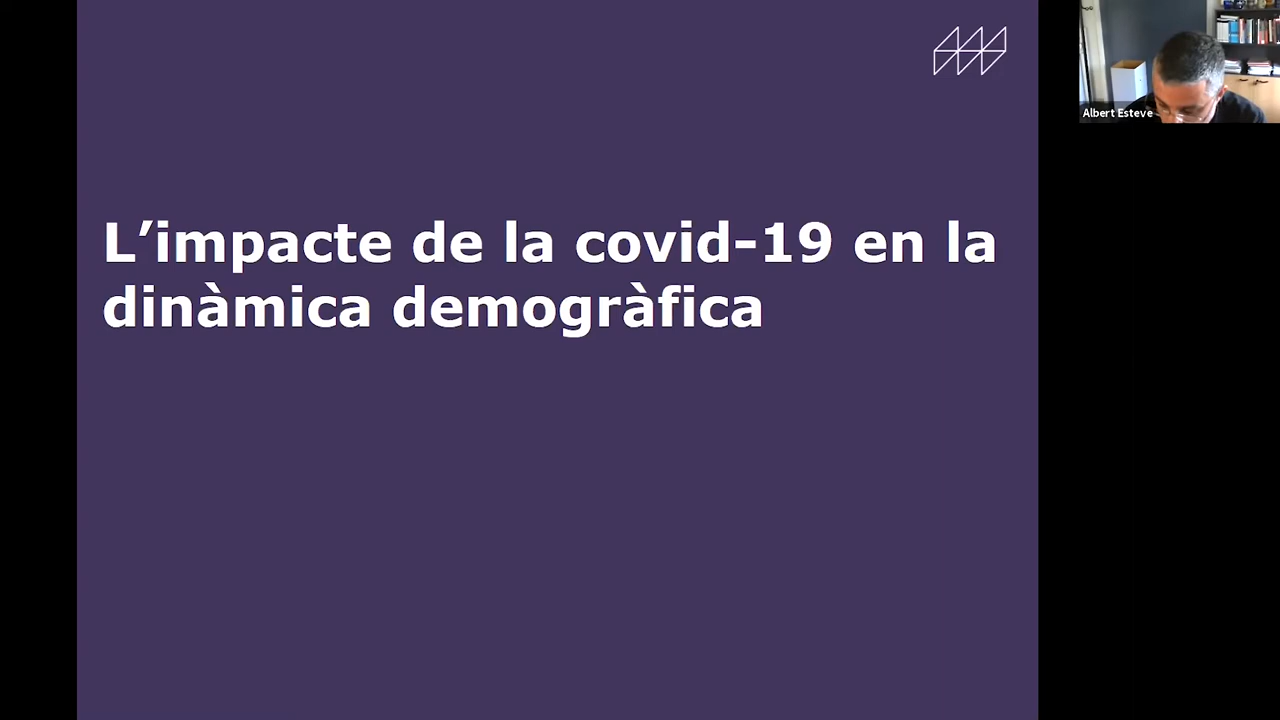 L’impacte de la covid-19 en la
dinàmica demogràfica
Albert Esteve